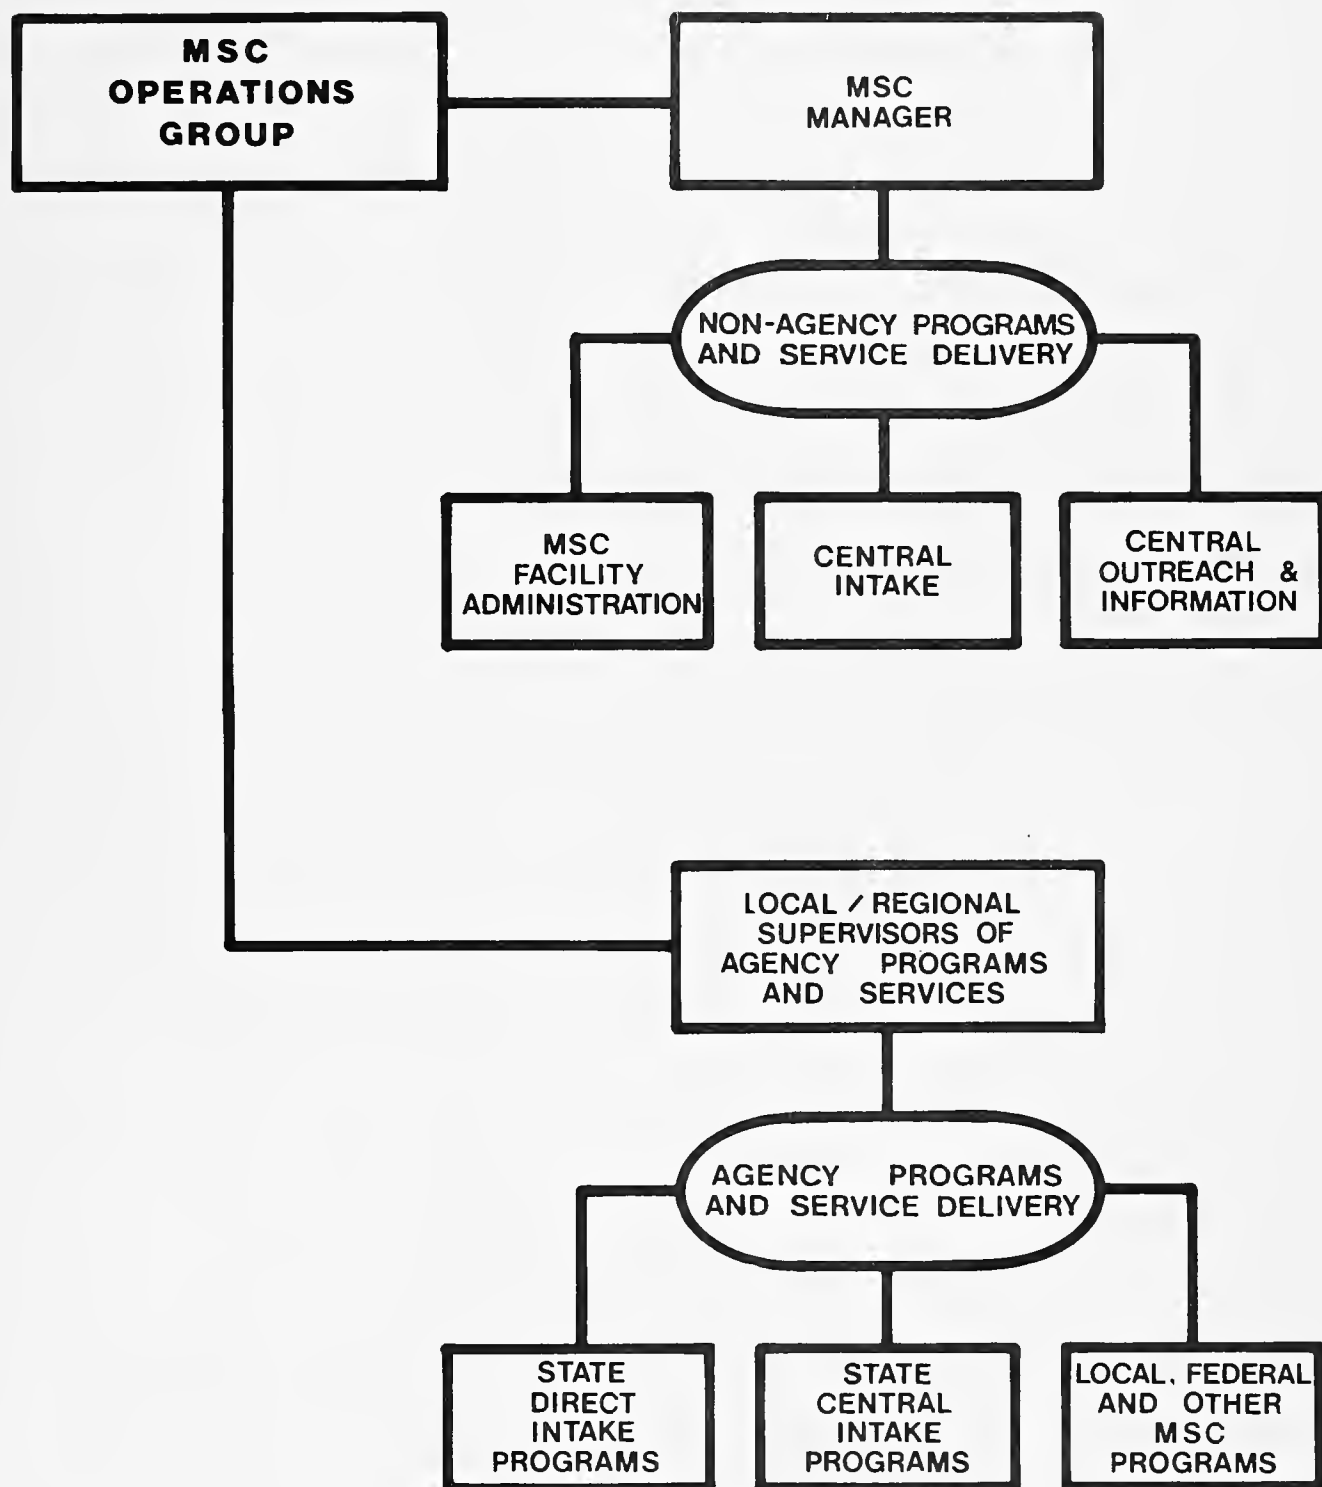 MSC
OPERATIONS
GROUP
MSC
MANAGER
NON-AGENCY PROGRAMS
AND SERVICE DELIVERY
MSC
FACILITY
ADMINISTRATION
CENTRAL
INTAKE
CENTRAL
OUTREACH &
INFORMATION
LOCAL / REGIONAL
SUPERVISORS OF
AGENCY PROGRAMS
AND SERVICES
AGENCY PROGRAMS
AND SERVICE DELIVERY
STATE
DIRECT
INTAKE
PROGRAMS
STATE
CENTRAL
INTAKE
PROGRAMS
LOCAL, FEDERAL
AND OTHER
MSC
PROGRAMS